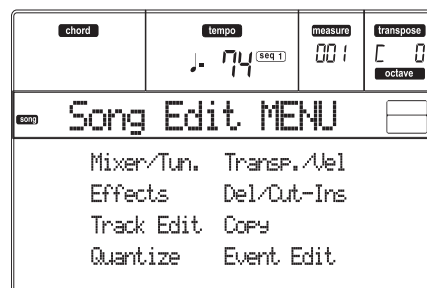 chord tempo measure transpose
♩. 74 seq 1 001 C 0
octave
song Song Edit MENU
Mixer/Tun. Transp./Vel
Effects Del/Cut-Ins
Track Edit Copy
Quantize Event Edit